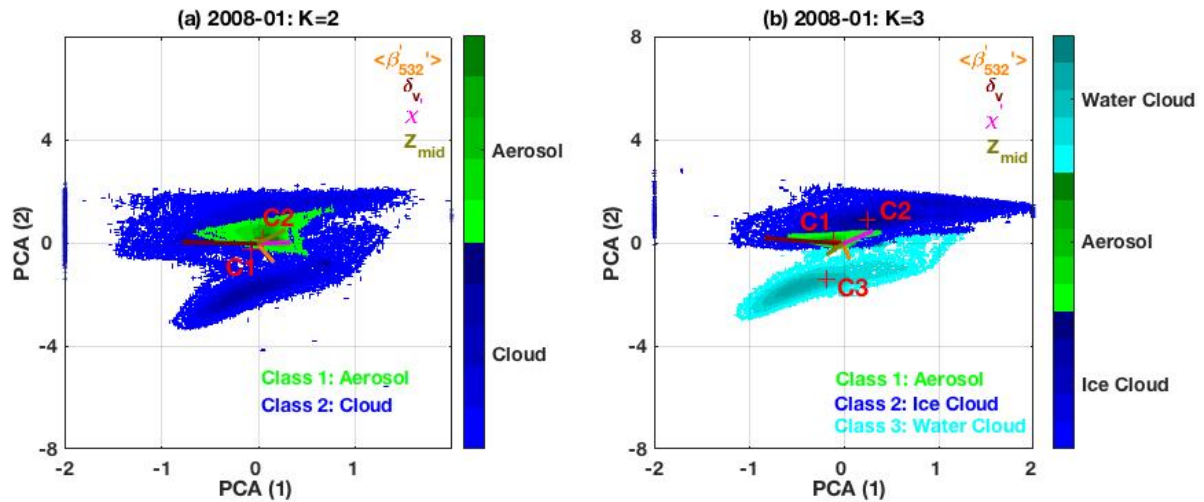 (a) 2008-01: K=2
8
4
0
-4
-8
-2
-1
0
1
2
PCA (2)
PCA (1)
<β'532'>
δv
χ'
Zmid
C2
C1
Class 1: Aerosol
Class 2: Cloud
Aerosol
Cloud
(b) 2008-01: K=3
8
4
0
-4
-8
-2
-1
0
1
2
PCA (2)
PCA (1)
<β'532'>
δv
χ'
Zmid
C1
C2
C3
Class 1: Aerosol
Class 2: Ice Cloud
Class 3: Water Cloud
Water Cloud
Aerosol
Ice Cloud